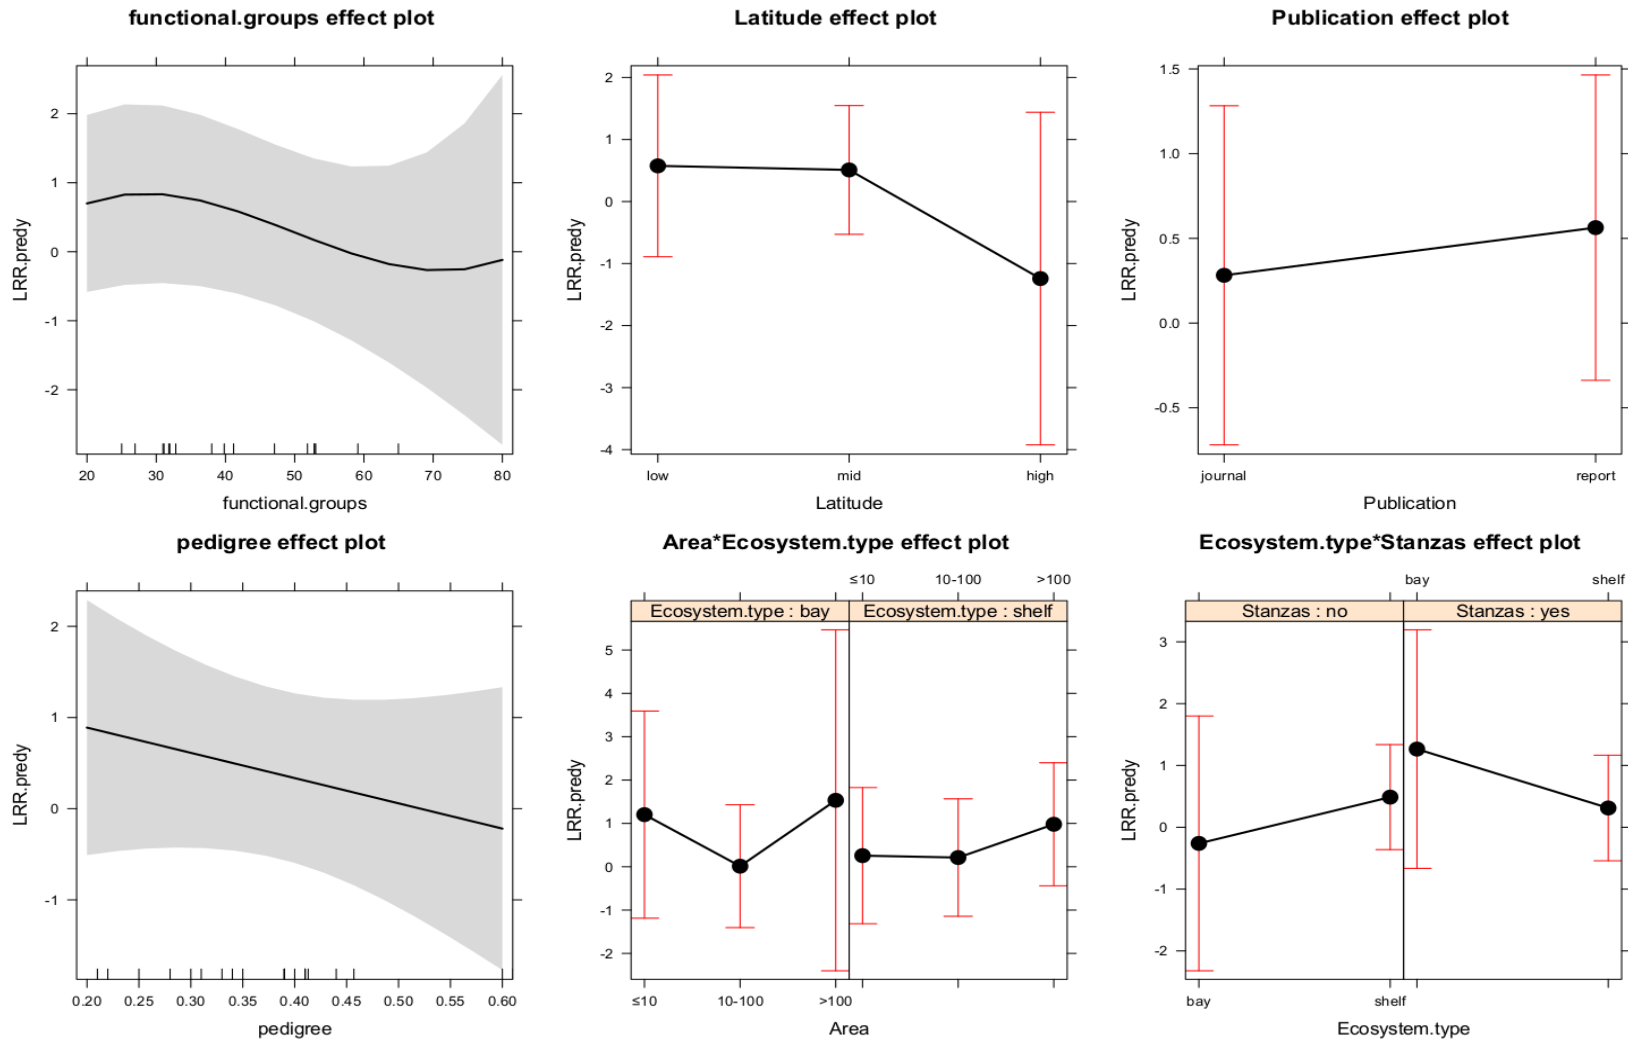 functional.groups effect plot
LRR.predy
2
1
0
-1
-2
20 30 40 50 60 70 80
functional.groups
Latitude effect plot
LRR.predy
2
1
0
-1
-2
-3
-4
low mid high
Latitude
Publication effect plot
LRR.predy
1.5
1.0
0.5
0.0
-0.5
journal report
Publication
pedigree effect plot
LRR.predy
2
1
0
-1
0.20 0.25 0.30 0.35 0.40 0.45 0.50 0.55 0.60
pedigree
Area*Ecosystem.type effect plot
≤10 10-100 >100
Ecosystem.type : bay Ecosystem.type : shelf
LRR.predy
5
4
3
2
1
0
-1
-2
≤10 10-100 >100
Area
Ecosystem.type*Stanzas effect plot
bay shelf
Stanzas : no Stanzas : yes
LRR.predy
3
2
1
0
-1
-2
bay shelf
Ecosystem.type